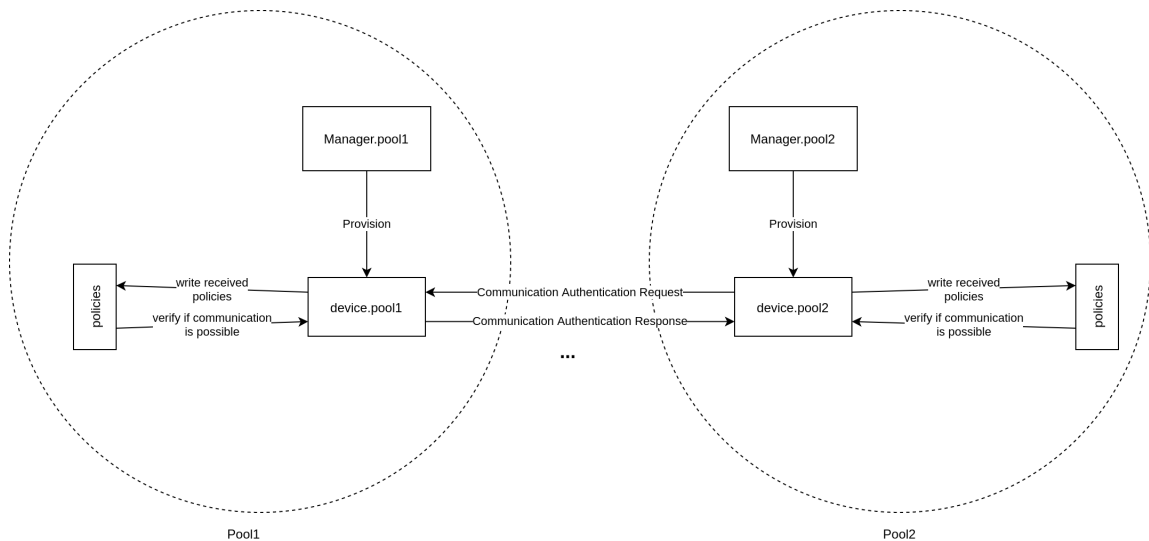 Manager.pool1
Manager.pool2
Provision
Provision
policies
write received
policies
verify if communication
is possible
device.pool1
Communication Authentication Request
Communication Authentication Response
...
device.pool2
write received
policies
verify if communication
is possible
policies
Pool1
Pool2